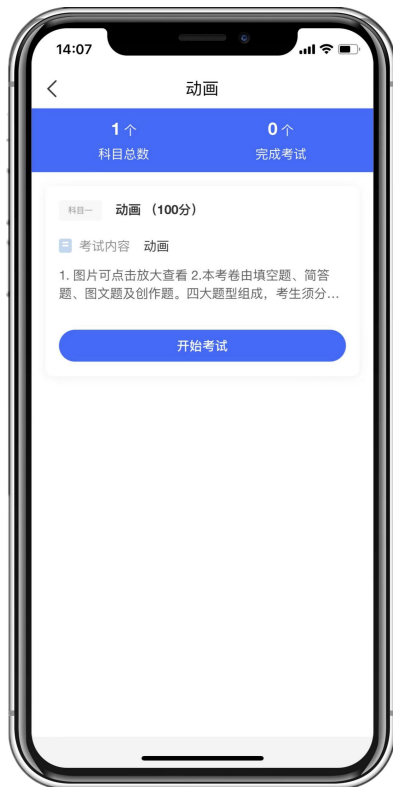 14:07
动画
1个 0个
科目总数 完成考试
科目一 动画 （100分）
考试内容 动画
1. 图片可点击放大查看 2.本考卷由填空题、简答
题、图文题及创作题。四大题型组成，考生须分...
开始考试